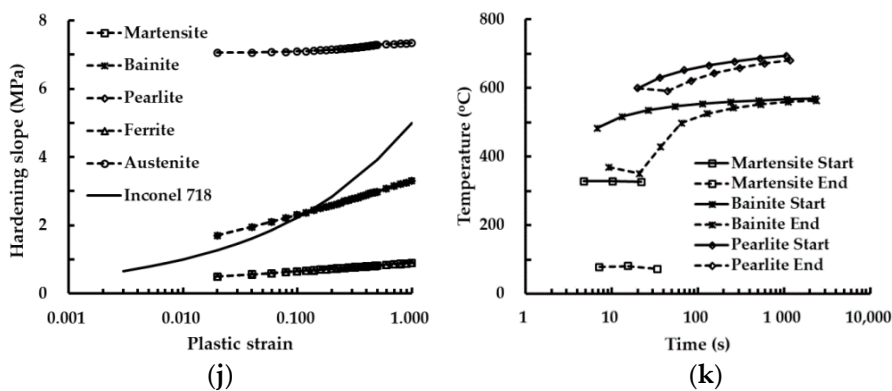 8
6
4
2
0
0.001
0.010
0.100
1.000
Hardening slope (MPa)
Plastic strain
Martensite
Bainite
Pearlite
Ferrite
Austenite
Inconel 718
(j)
800
600
400
200
0
1
10
100
1 000
10,000
Temperature (°C)
Time (s)
Martensite Start
Martensite End
Bainite Start
Bainite End
Pearlite Start
Pearlite End
(k)